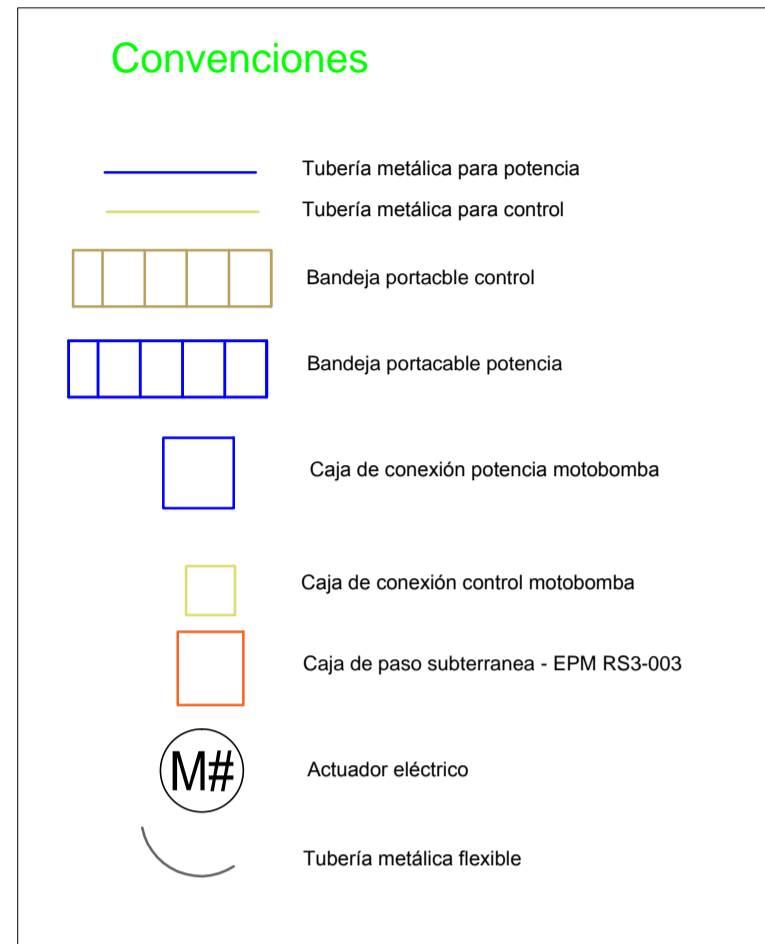 Convenciones
Tubería metálica para potencia
Tubería metálica para control
Bandeja portacble control
Bandeja portacable potencia
Caja de conexión potencia motobomba
Caja de conexión control motobomba
Caja de paso subterranea - EPM RS3-003
M#
Actuador eléctrico
Tubería metálica flexible